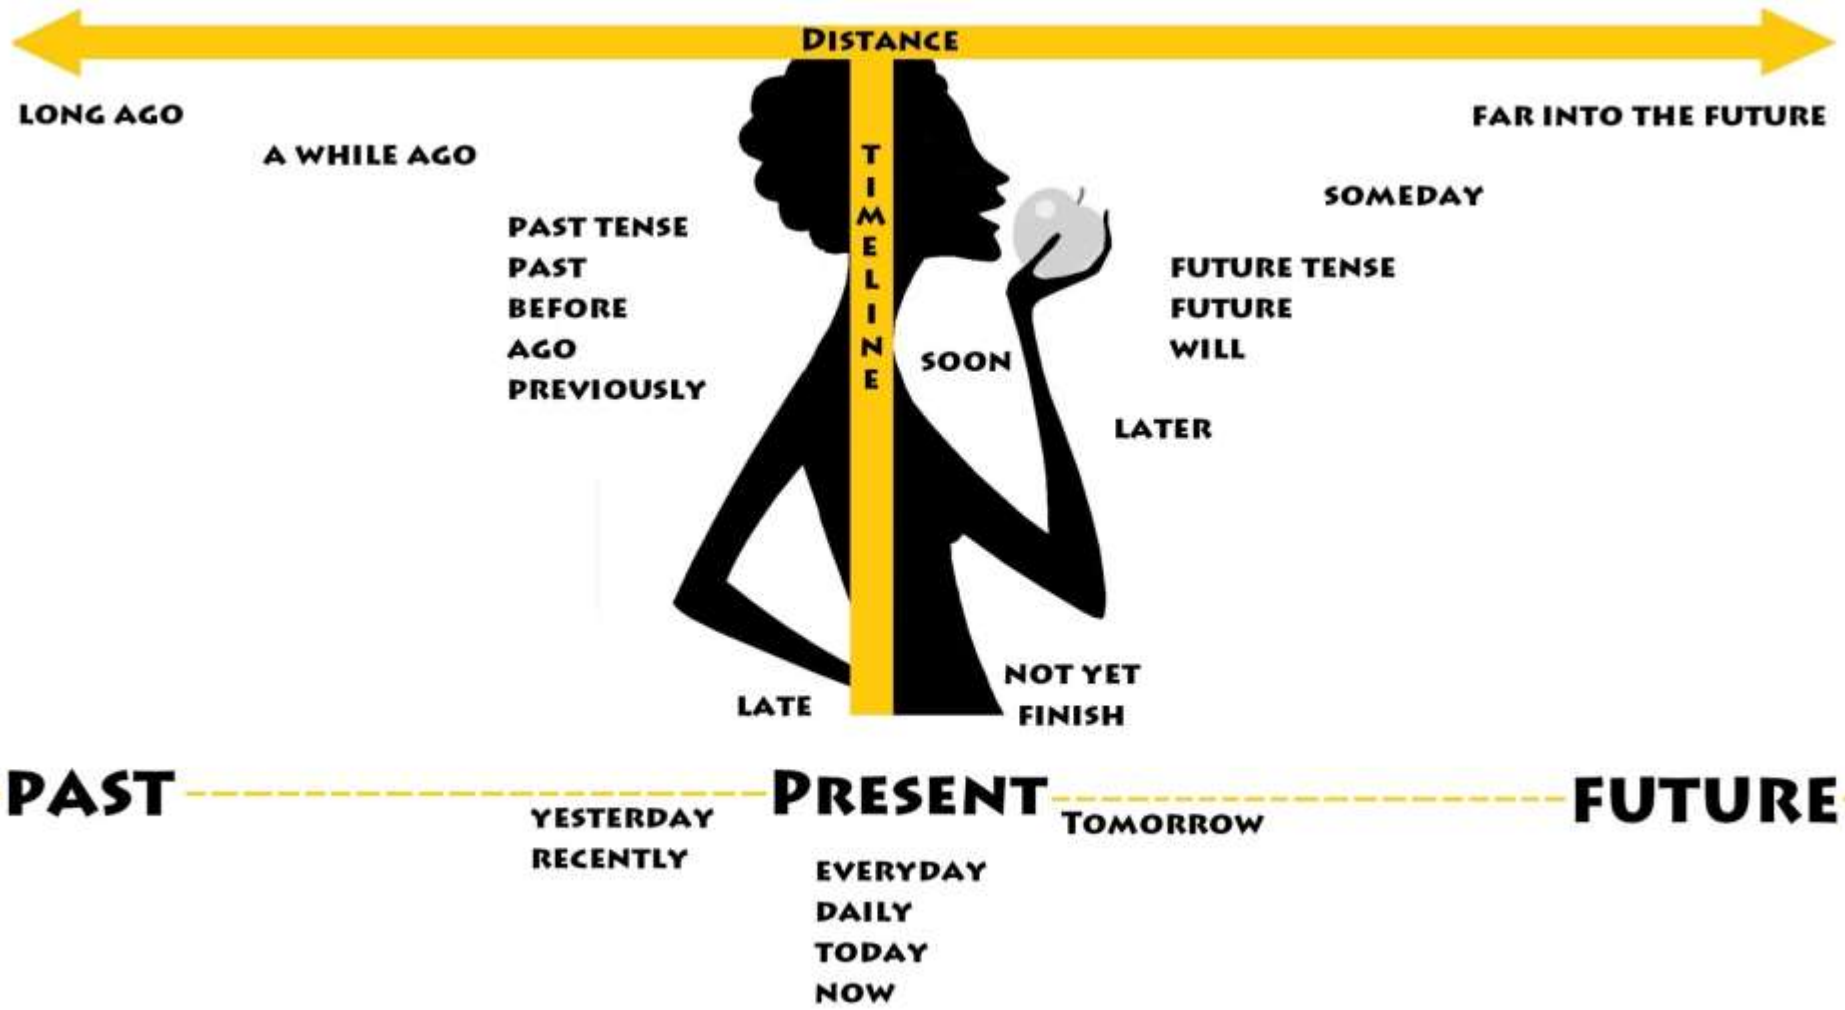 DISTANCE
LONG AGO
FAR INTO THE FUTURE
A WHILE AGO
TIMELINE
SOMEDAY
PAST TENSE
PAST
BEFORE
AGO
PREVIOUSLY
FUTURE TENSE
FUTURE
WILL
SOON
LATER
NOT YET
FINISH
LATE
PAST
PRESENT
FUTURE
YESTERDAY
RECENTLY
TOMORROW
EVERYDAY
DAILY
TODAY
NOW